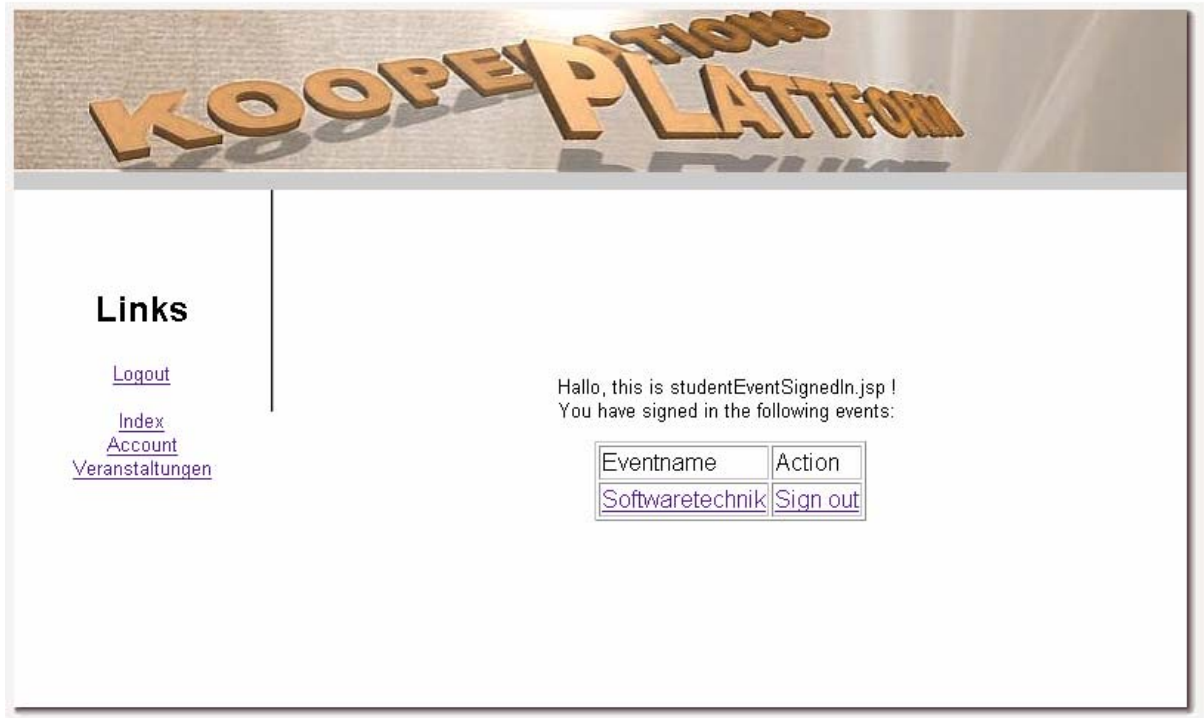 KOOPERATIONS
PLATTFORM
Links
Logout
Index
Account
Veranstaltungen
Hallo, this is studentEventSignedIn.jsp !
You have signed in the following events:
Eventname Action
Softwaretechnik Sign out